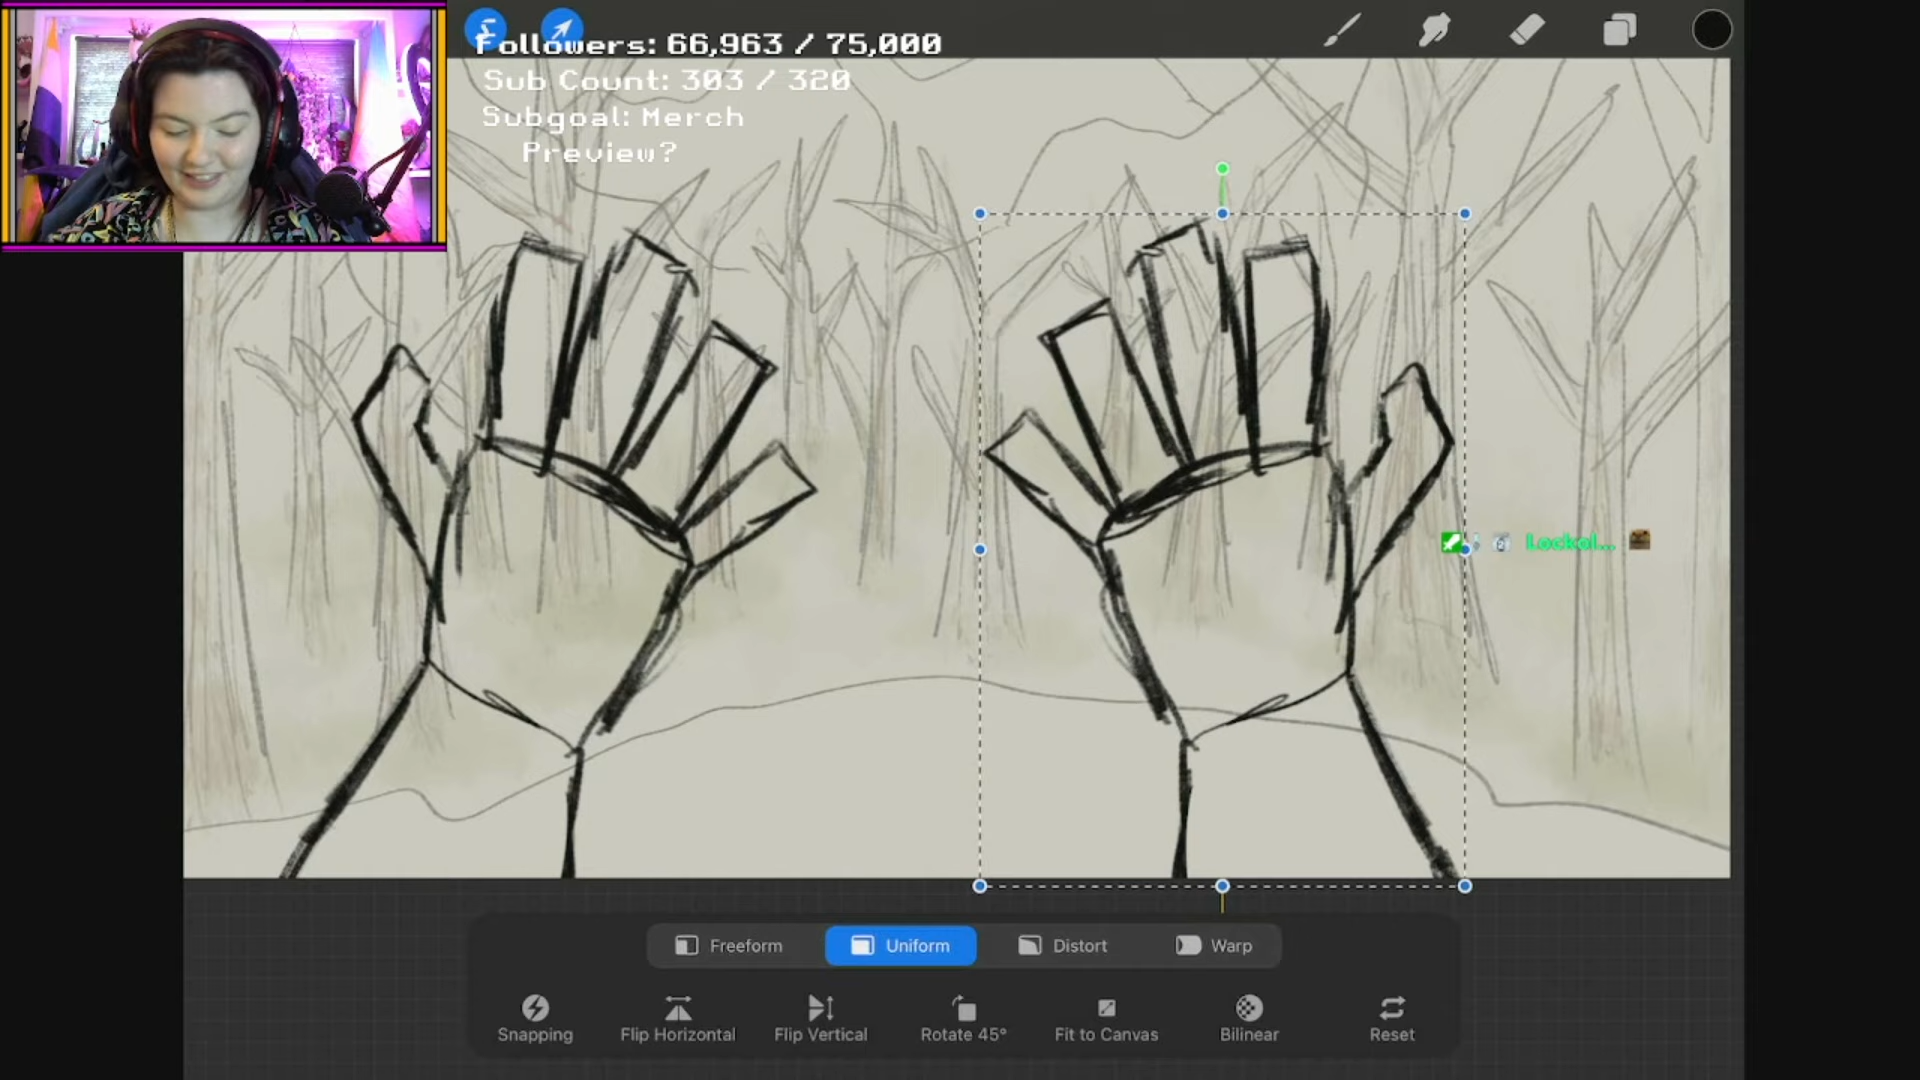 Followers: 66,963 / 75,000
Sub Count: 303 / 320
Subgoal: Merch
Preview?
Lockol...
Freeform
Uniform
Distort
Warp
Snapping
Flip Horizontal
Flip Vertical
Rotate 45°
Fit to Canvas
Bilinear
Reset